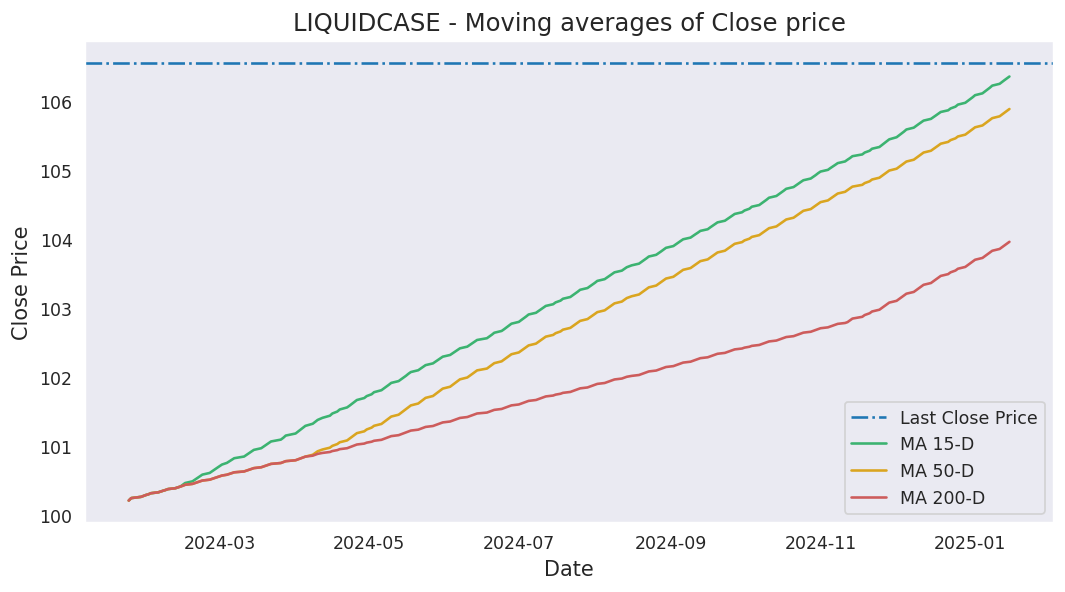 LIQUIDCASE - Moving averages of Close price
Close Price
106
105
104
103
102
101
100
2024-03 2024-05 2024-07 2024-09 2024-11 2025-01
Date
Last Close Price
MA 15-D
MA 50-D
MA 200-D